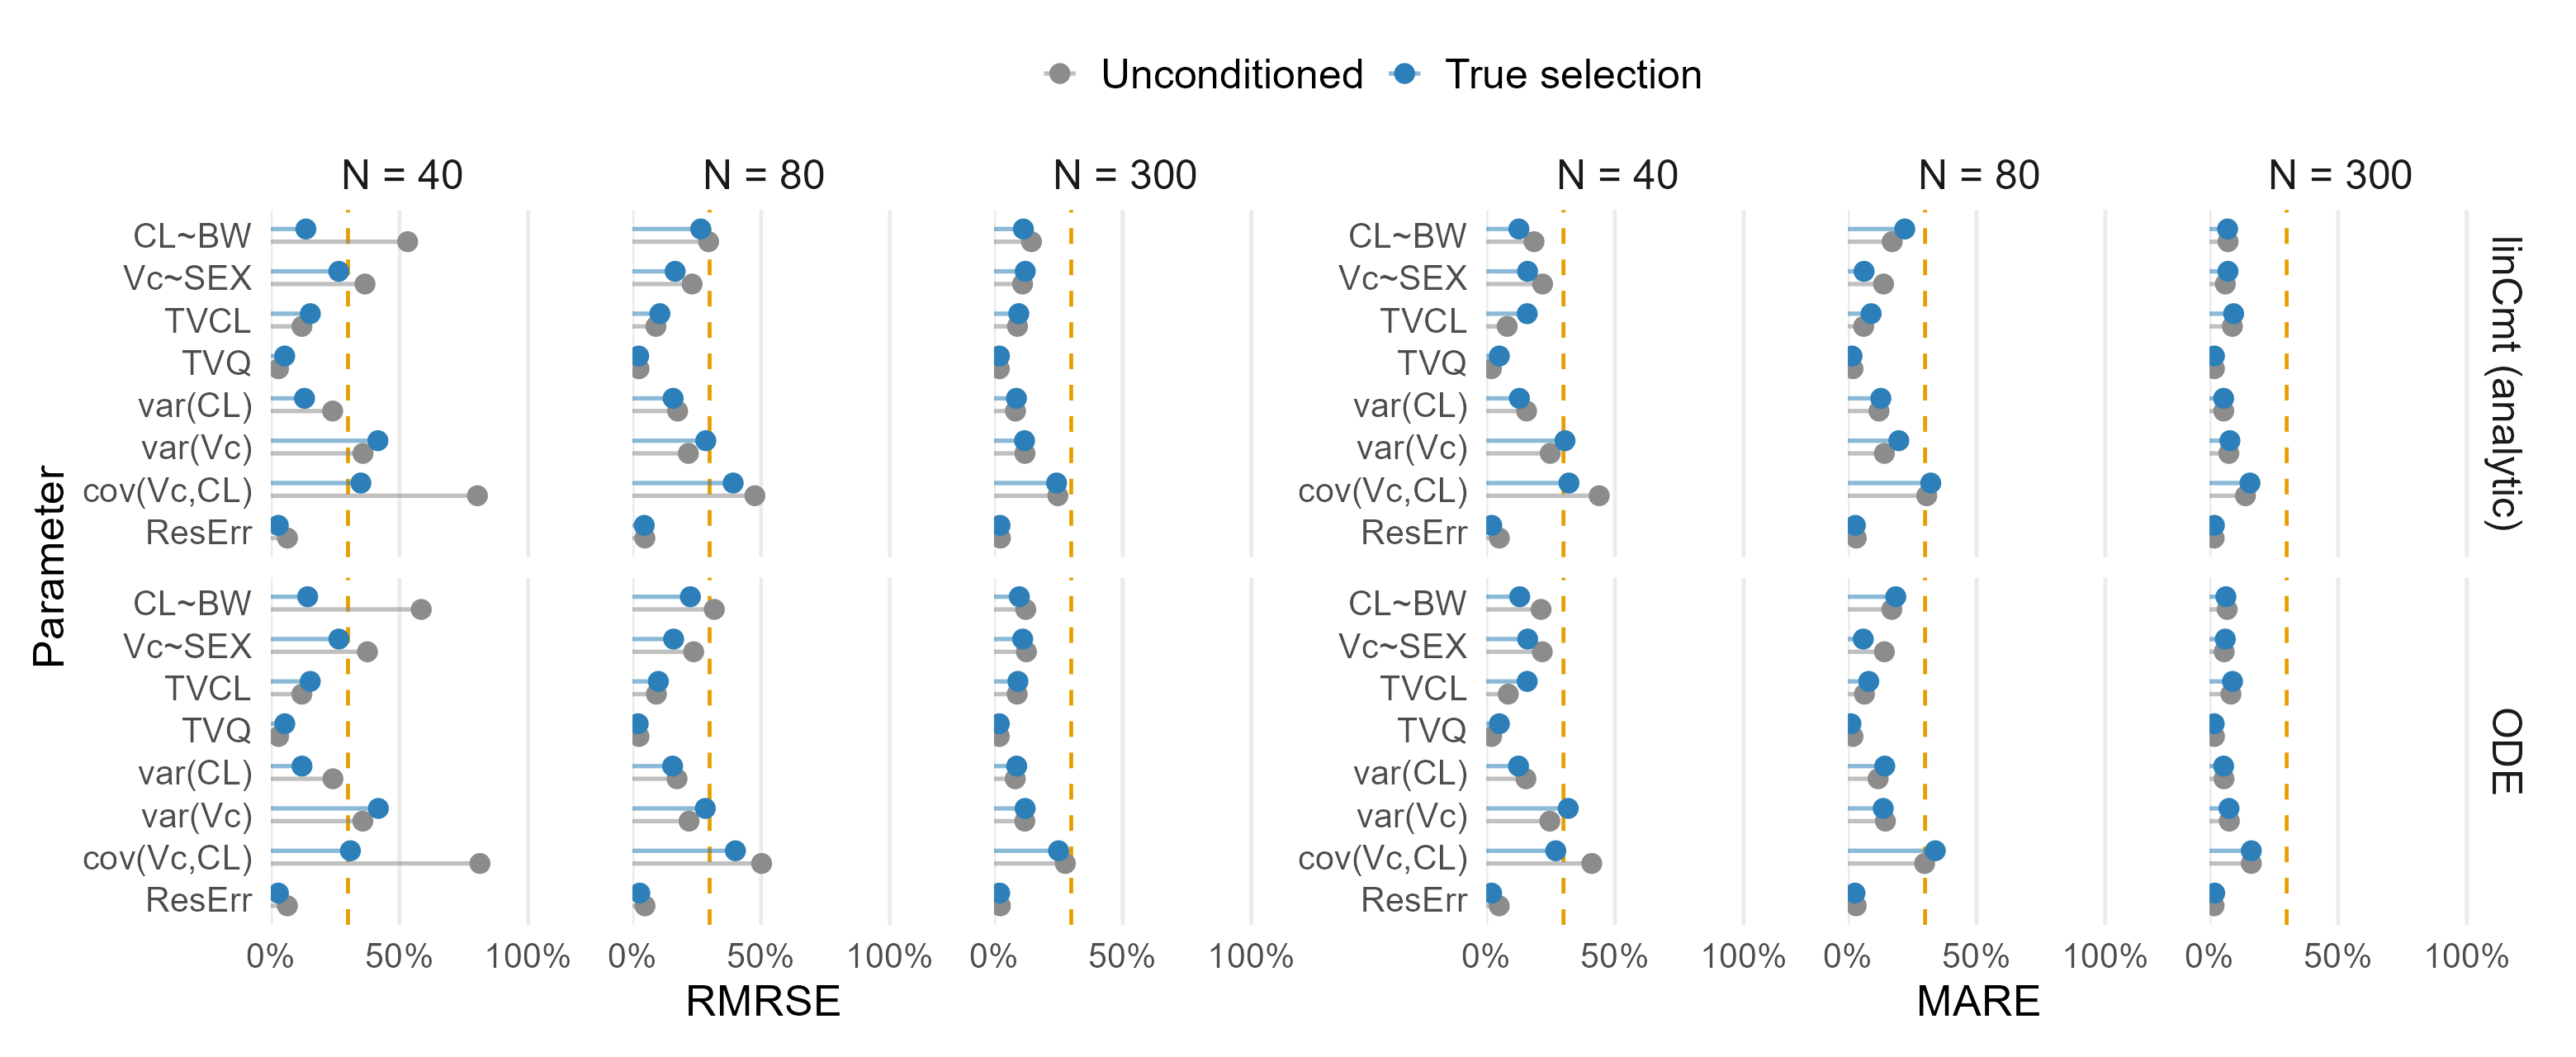 Unconditioned True selection
N = 40 N = 80 N = 300 N = 40 N = 80 N = 300
CL~BW CL~BW
Vc~SEX Vc~SEX
TVCL TVCL
TVQ TVQ
var(CL) var(CL)
var(Vc) var(Vc)
cov(Vc,CL) cov(Vc,CL)
ResErr ResErr
linCmt (analytic)
Parameter
CL~BW CL~BW
Vc~SEX Vc~SEX
TVCL TVCL
TVQ TVQ
var(CL) var(CL)
var(Vc) var(Vc)
cov(Vc,CL) cov(Vc,CL)
ResErr ResErr
ODE
0% 50% 100% 0% 50% 100% 0% 50% 100% 0% 50% 100% 0% 50% 100% 0% 50% 100%
RMRSE MARE